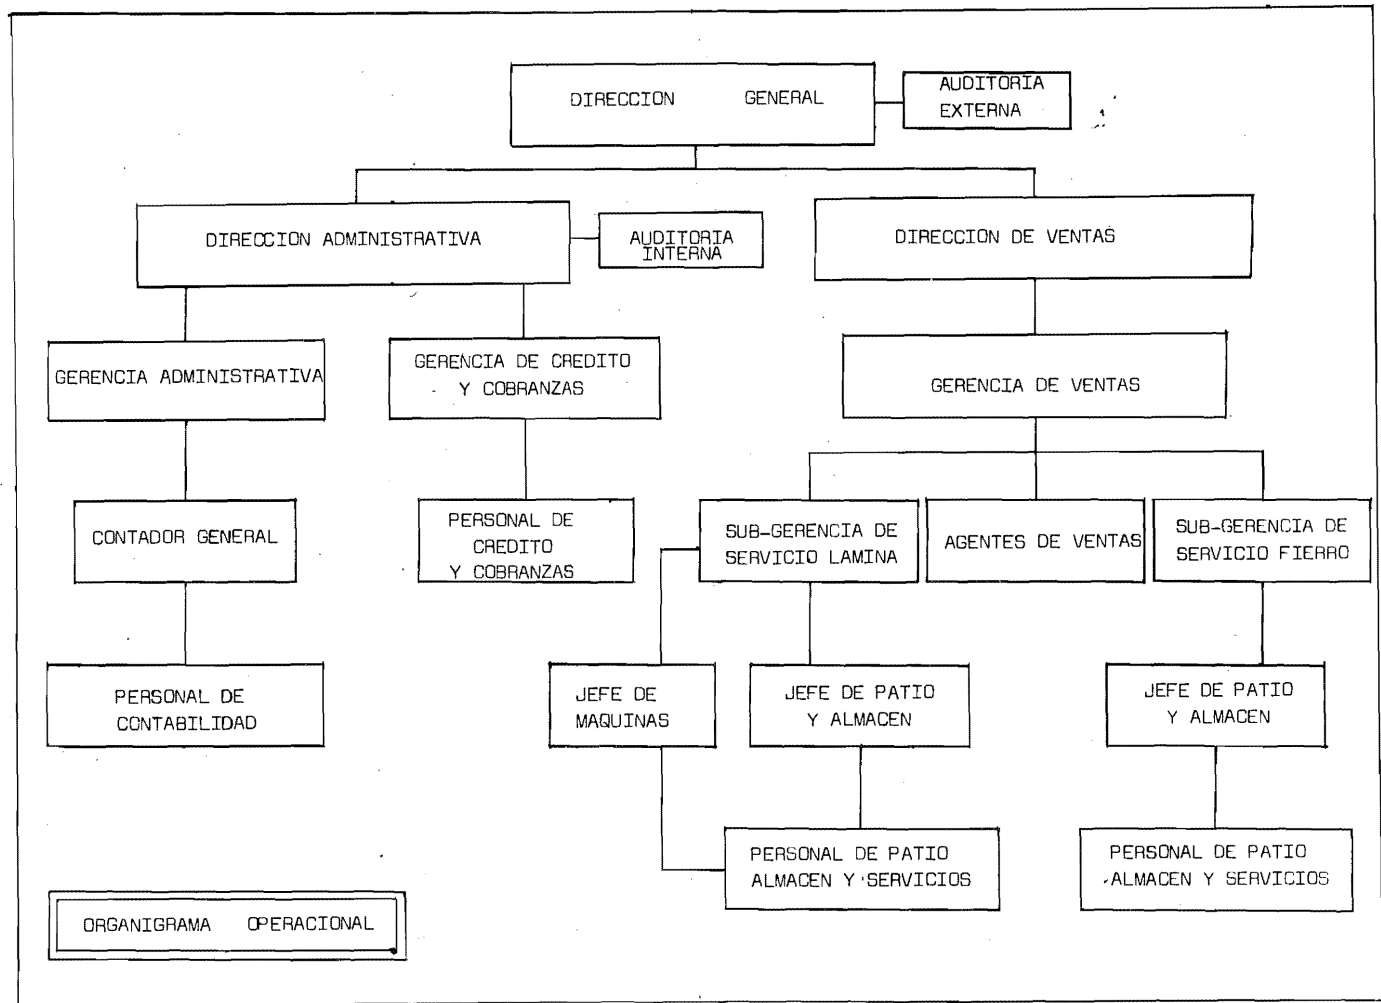 DIRECCION GENERAL
AUDITORIA
EXTERNA
DIRECCION ADMINISTRATIVA
AUDITORIA
INTERNA
DIRECCION DE VENTAS
GERENCIA ADMINISTRATIVA
GERENCIA DE CREDITO
Y COBRANZAS
GERENCIA DE VENTAS
CONTADOR GENERAL
PERSONAL DE
CREDITO
Y COBRANZAS
SUB-GERENCIA DE
SERVICIO LAMINA
AGENTES DE VENTAS
SUB-GERENCIA DE
SERVICIO FIERRO
PERSONAL DE
CONTABILIDAD
JEFE DE
MAQUINAS
JEFE DE PATIO
Y ALMACEN
JEFE DE PATIO
Y ALMACEN
PERSONAL DE PATIO
ALMACEN Y SERVICIOS
PERSONAL DE PATIO
ALMACEN Y SERVICIOS
ORGANIGRAMA OPERACIONAL